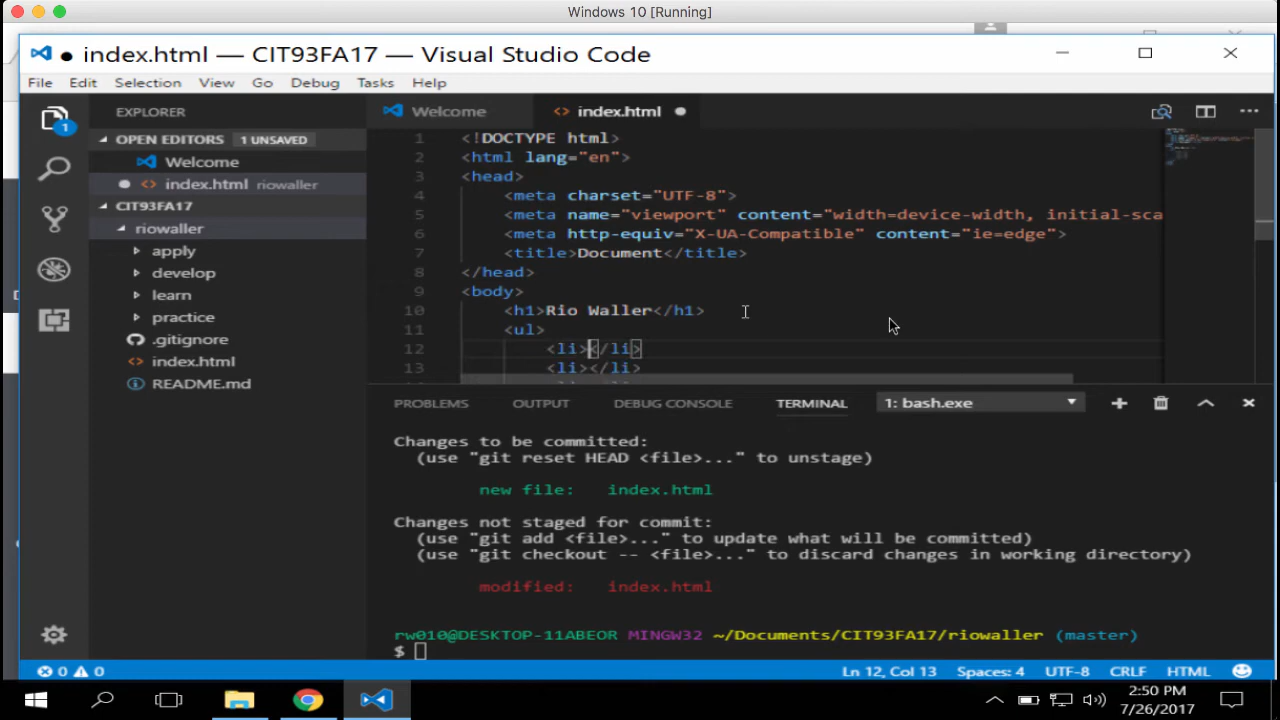 Windows 10 [Running]
index.html — CIT93FA17 — Visual Studio Code
File Edit Selection View Go Debug Tasks Help
EXPLORER
OPEN EDITORS 1 UNSAVED
Welcome
index.html riowaller
CIT93FA17
riowaller
apply
develop
learn
practice
.gitignore
index.html
README.md
1
Welcome index.html
1 <!DOCTYPE html>
2 <html lang="en">
3 <head>
4 <meta charset="UTF-8">
5 <meta name="viewport" content="width=device-width, initial-sca
6 <meta http-equiv="X-UA-Compatible" content="ie=edge">
7 <title>Document</title>
8 </head>
9 <body>
10 <h1>Rio Waller</h1>
11 <ul>
12 <li></li>
13 <li></li>
PROBLEMS OUTPUT DEBUG CONSOLE TERMINAL 1: bash.exe
Changes to be committed:
(use "git reset HEAD <file>..." to unstage)
new file: index.html
Changes not staged for commit:
(use "git add <file>..." to update what will be committed)
(use "git checkout -- <file>..." to discard changes in working directory)
modified: index.html
rw010@DESKTOP-11ABEOR MINGW32 ~/Documents/CIT93FA17/riowaller (master)
$
0 0 Ln 12, Col 13 Spaces: 4 UTF-8 CRLF HTML
2:50 PM
7/26/2017